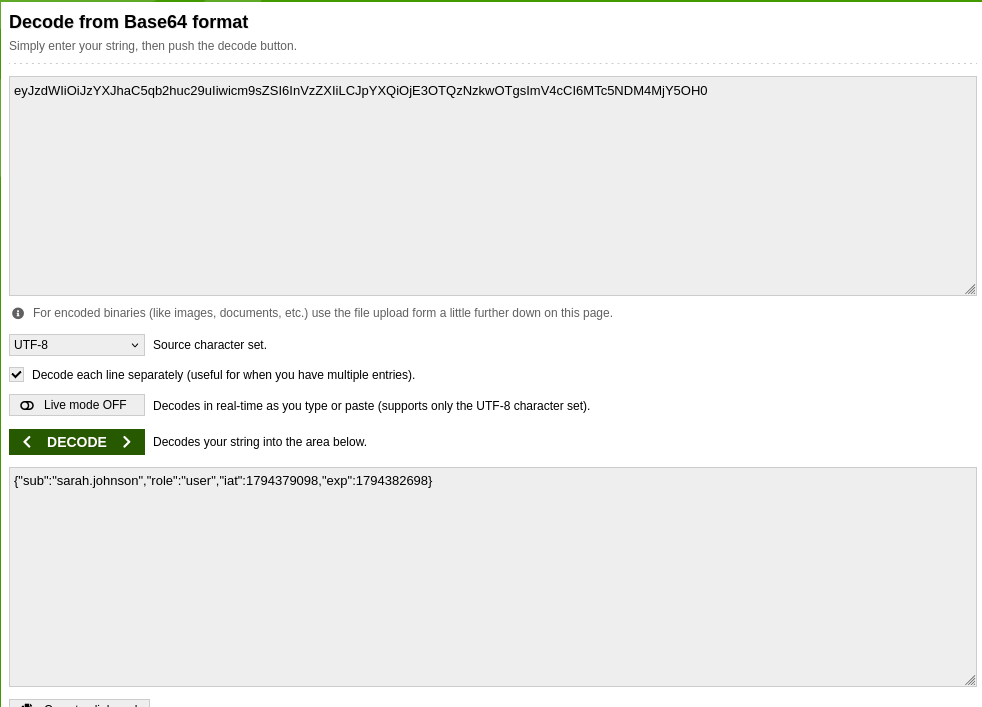 Decode from Base64 format
Simply enter your string, then push the decode button.
eyJzdWIiOiJzYXJhaC5qb2huc29uIiwicm9sZSI6InVzZXIiLCJpYXQiOjE3OTQzNzkwOTgsImV4cCI6MTc5NDM4MjY5OH0
For encoded binaries (like images, documents, etc.) use the file upload form a little further down on this page.
UTF-8 Source character set.
Decode each line separately (useful for when you have multiple entries).
Live mode OFF Decodes in real-time as you type or paste (supports only the UTF-8 character set).
DECODE Decodes your string into the area below.
{"sub":"sarah.johnson","role":"user","iat":1794379098,"exp":1794382698}